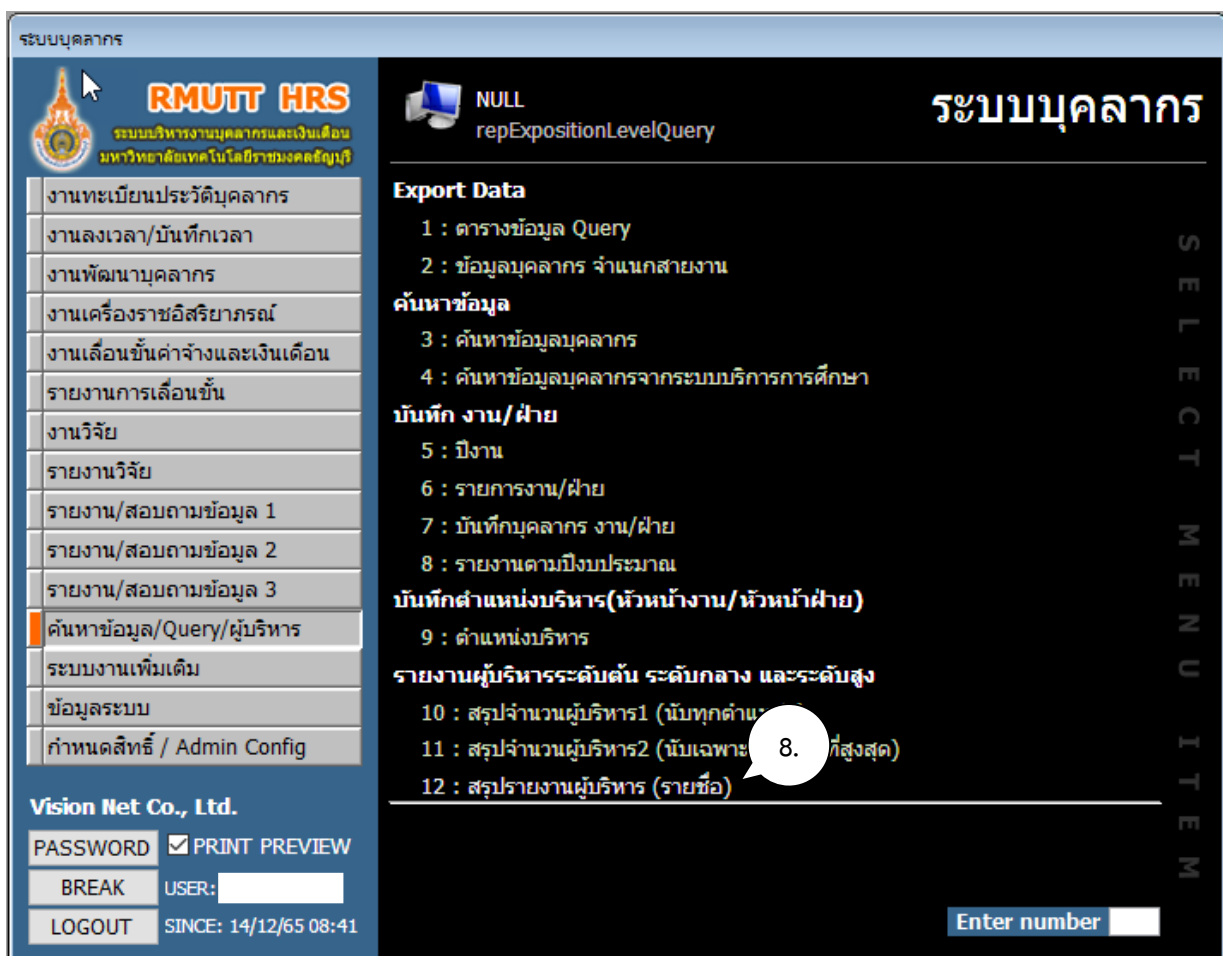 ระบบบุคลากร
RMUTT HRS
ระบบบริหารงานบุคลากรและเงินเดือน
มหาวิทยาลัยเทคโนโลยีราชมงคลธัญบุรี
งานทะเบียนประวัติบุคลากร
งานลงเวลา/บันทึกเวลา
งานพัฒนาบุคลากร
งานเครื่องราชอิสริยาภรณ์
งานเลื่อนขั้นค่าจ้างและเงินเดือน
รายงานการเลื่อนขั้น
งานวิจัย
รายงานวิจัย
รายงาน/สอบถามข้อมูล 1
รายงาน/สอบถามข้อมูล 2
รายงาน/สอบถามข้อมูล 3
ค้นหาข้อมูล/Query/ผู้บริหาร
ระบบงานเพิ่มเติม
ข้อมูลระบบ
กำหนดสิทธิ์ / Admin Config
Vision Net Co., Ltd.
PASSWORD PRINT PREVIEW
BREAK USER:
LOGOUT SINCE: 14/12/65 08:41
NULL
repExpositionLevelQuery
ระบบบุคลากร
Export Data
1 : ตารางข้อมูล Query
2 : ข้อมูลบุคลากร จำแนกสายงาน
ค้นหาข้อมูล
3 : ค้นหาข้อมูลบุคลากร
4 : ค้นหาข้อมูลบุคลากรจากระบบบริการการศึกษา
บันทึก งาน/ฝ่าย
5 : ปีงาน
6 : รายการงาน/ฝ่าย
7 : บันทึกบุคลากร งาน/ฝ่าย
8 : รายงานตามปีงบประมาณ
บันทึกตำแหน่งบริหาร(หัวหน้างาน/หัวหน้าฝ่าย)
9 : ตำแหน่งบริหาร
รายงานผู้บริหารระดับต้น ระดับกลาง และระดับสูง
10 : สรุปจำนวนผู้บริหาร1 (นับทุกตำแ
11 : สรุปจำนวนผู้บริหาร2 (นับเฉพาะ ที่สูงสุด)
8.
12 : สรุปรายงานผู้บริหาร (รายชื่อ)
SELECT MENU ITEM
Enter number